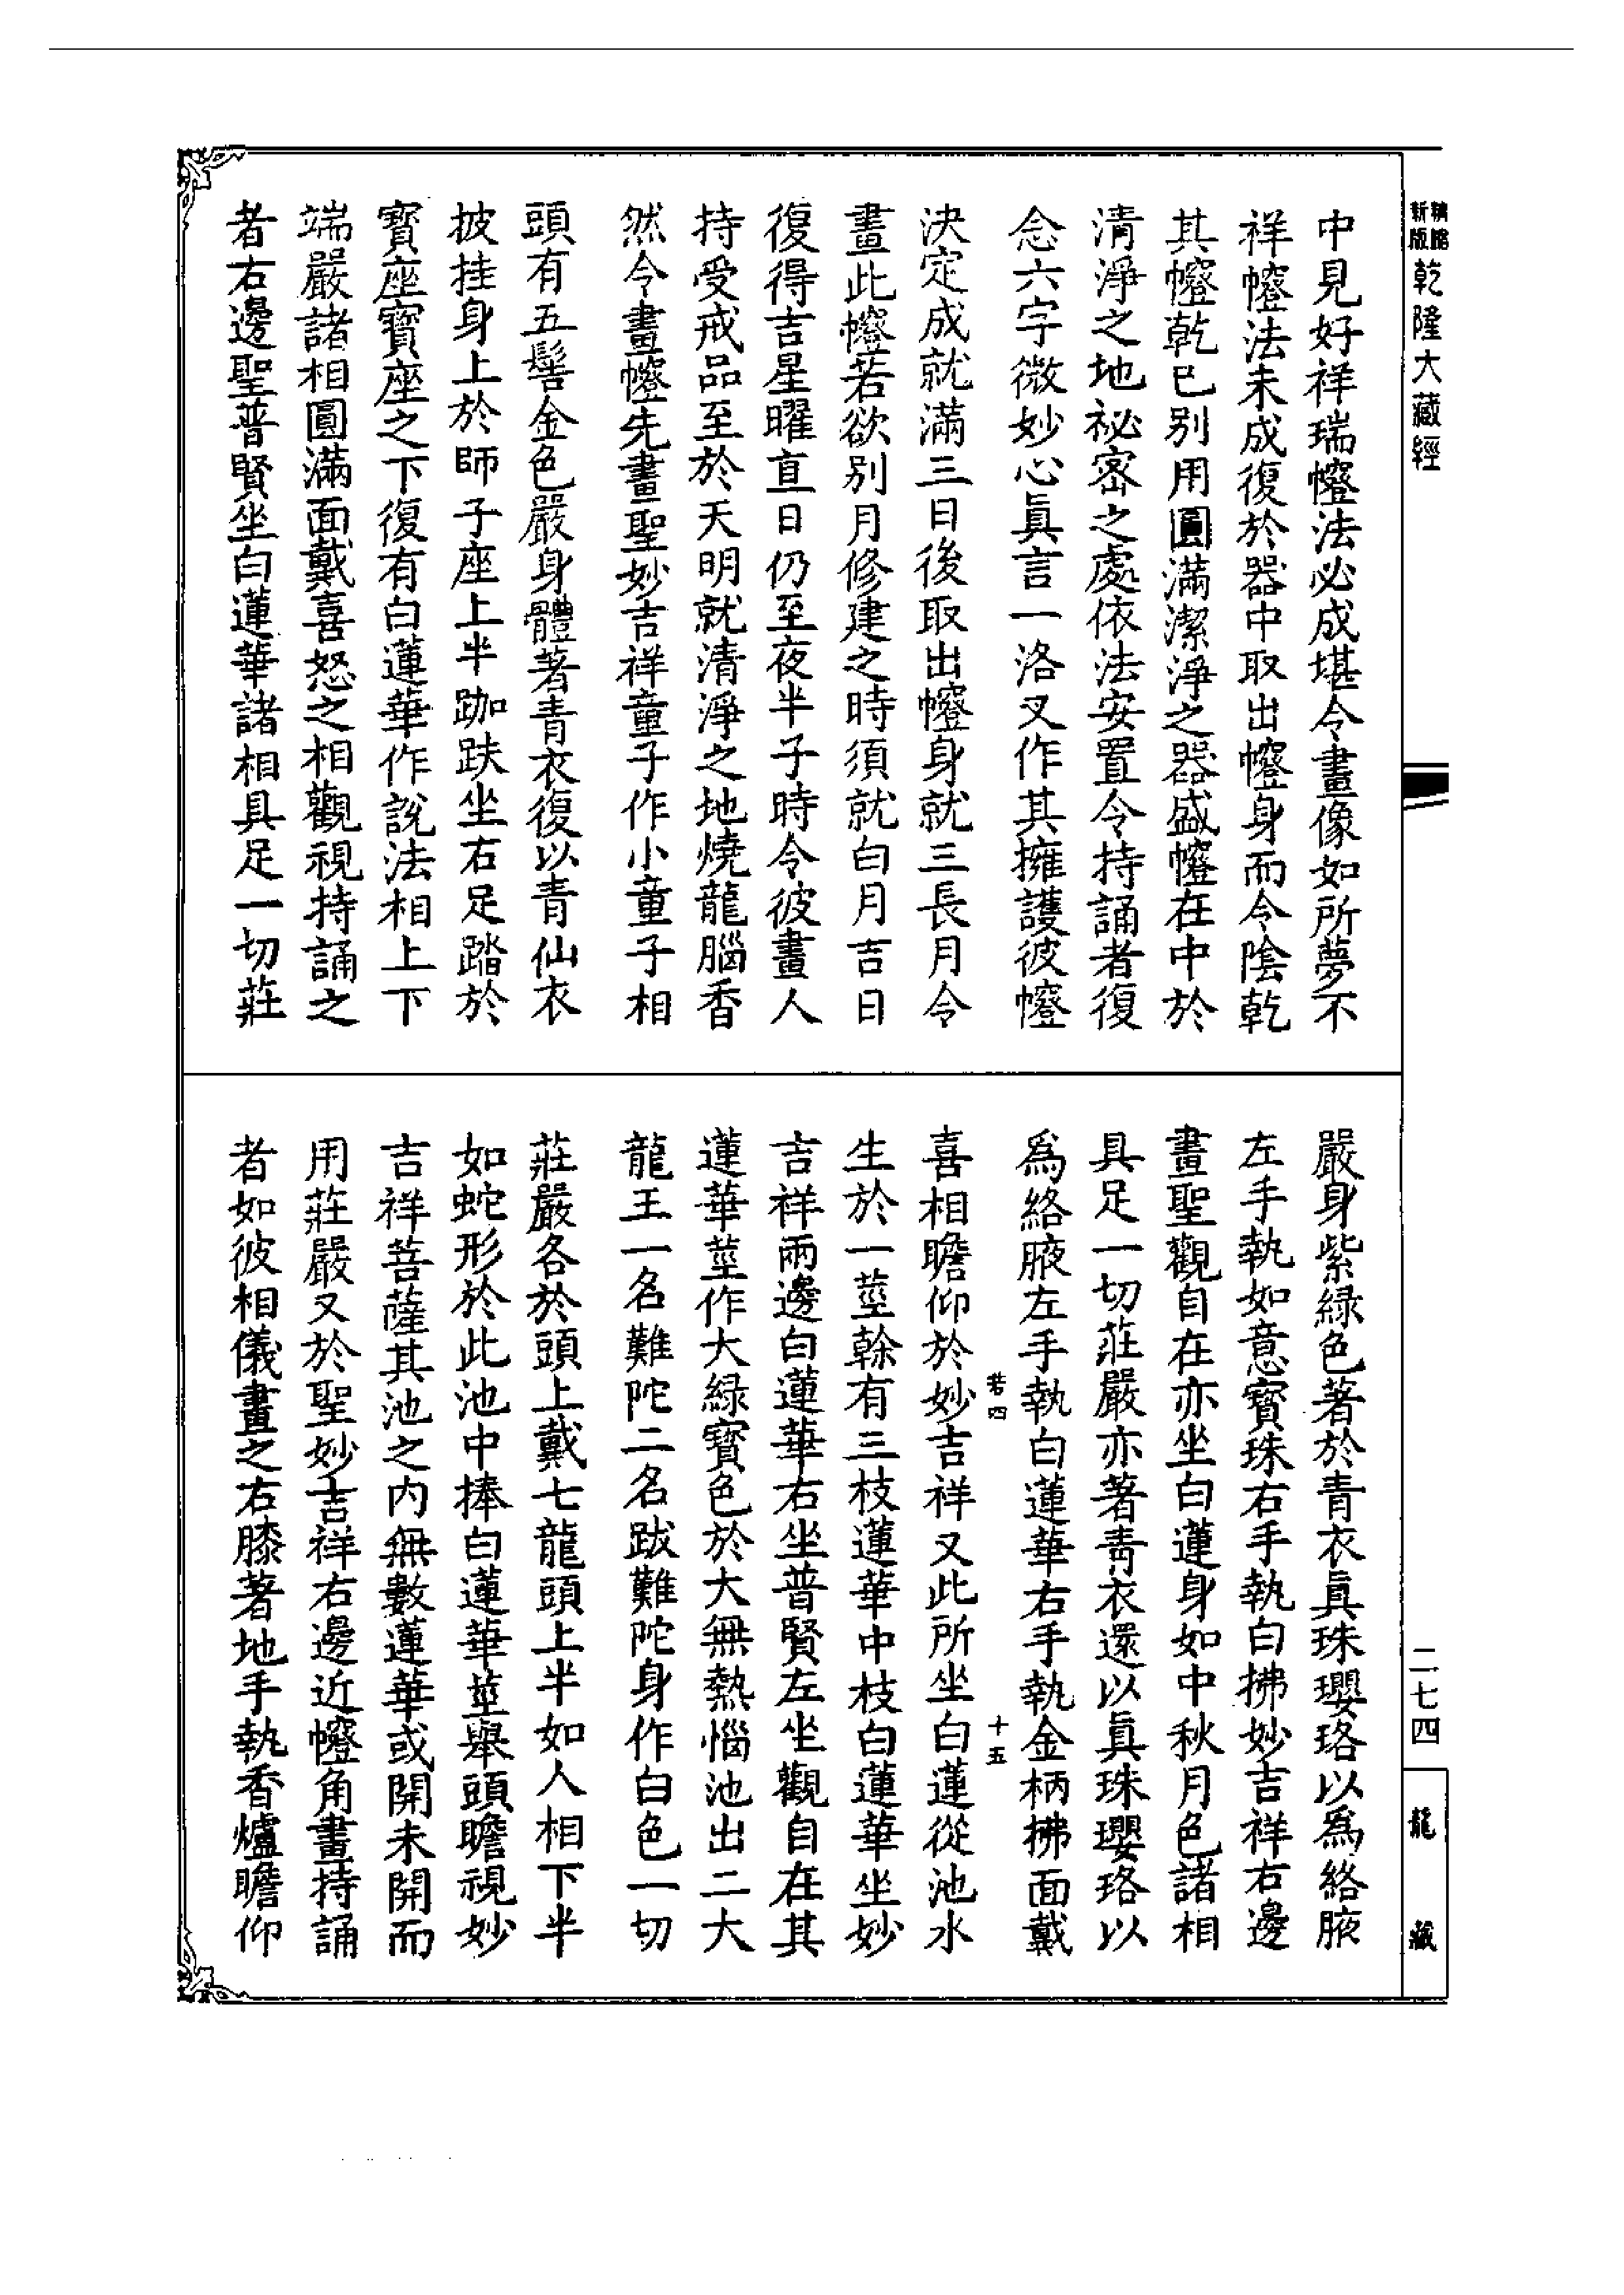 新版
精縮
乾隆大藏經
中見好祥瑞㡧法必成堪令畫像如所夢不
祥㡧法未成復於器中取出㡧身而令陰乾
其㡧乾已别用圓滿潔淨之器盛㡧在中於
清淨之地祕密之處依法安置令持誦者復
念六字微妙心眞言一洛叉作其擁護彼㡧
決定成就滿三日後取出㡧身就三長月令
畫此㡧若欲别月修建之時須就白月吉日
復得吉星曜直日仍至夜半子時令彼畫人
持受戒品至於天明就清淨之地燒龍腦香
然令畫㡧先畫聖妙吉祥童子作小童子相
頭有五髻金色嚴身體著青衣復以青仙衣
披挂身上於師子座上半跏趺坐右足踏於
寳座寳座之下復有白蓮華作說法相上下
端嚴諸相圓滿面戴喜怒之相觀視持誦之
者右邊聖普賢坐白蓮華諸相具足一切莊
嚴身紫綠色著於青衣眞珠瓔珞以爲絡腋
左手執如意寳珠右手執白拂妙吉祥右邊
畫聖觀自在亦坐白蓮身如中秋月色諸相
具足一切莊嚴亦著靑衣還以眞珠瓔珞以
爲絡腋左手執白蓮華右手執金柄拂面戴
喜相瞻仰於妙吉祥又此所坐白蓮從池水
生於一莖榦有三枝蓮華中枝白蓮華坐妙
吉祥兩邊白蓮華右坐普賢左坐觀自在其
蓮華莖作大綠寳色於大無熱惱池出二大
龍王一名難陀二名跋難陀身作白色一切
莊嚴各於頭上戴七龍頭上半如人相下半
如蛇形於此池中捧白蓮華莖舉頭瞻視妙
吉祥菩薩其池之内無數蓮華或開未開而
用莊嚴又於聖妙吉祥右邊近㡧角畫持誦
者如彼相儀畫之右膝著地手執香爐瞻仰
若四
十五
二七四
龍藏